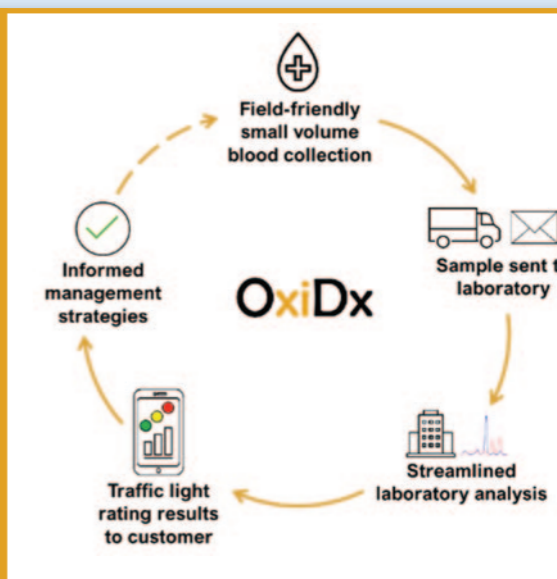 Field-friendly
small volume
blood collection
Sample sent t
laboratory
Streamlined
laboratory analysis
Traffic light
rating results
to customer
Informed
management
strategies
OxiDx